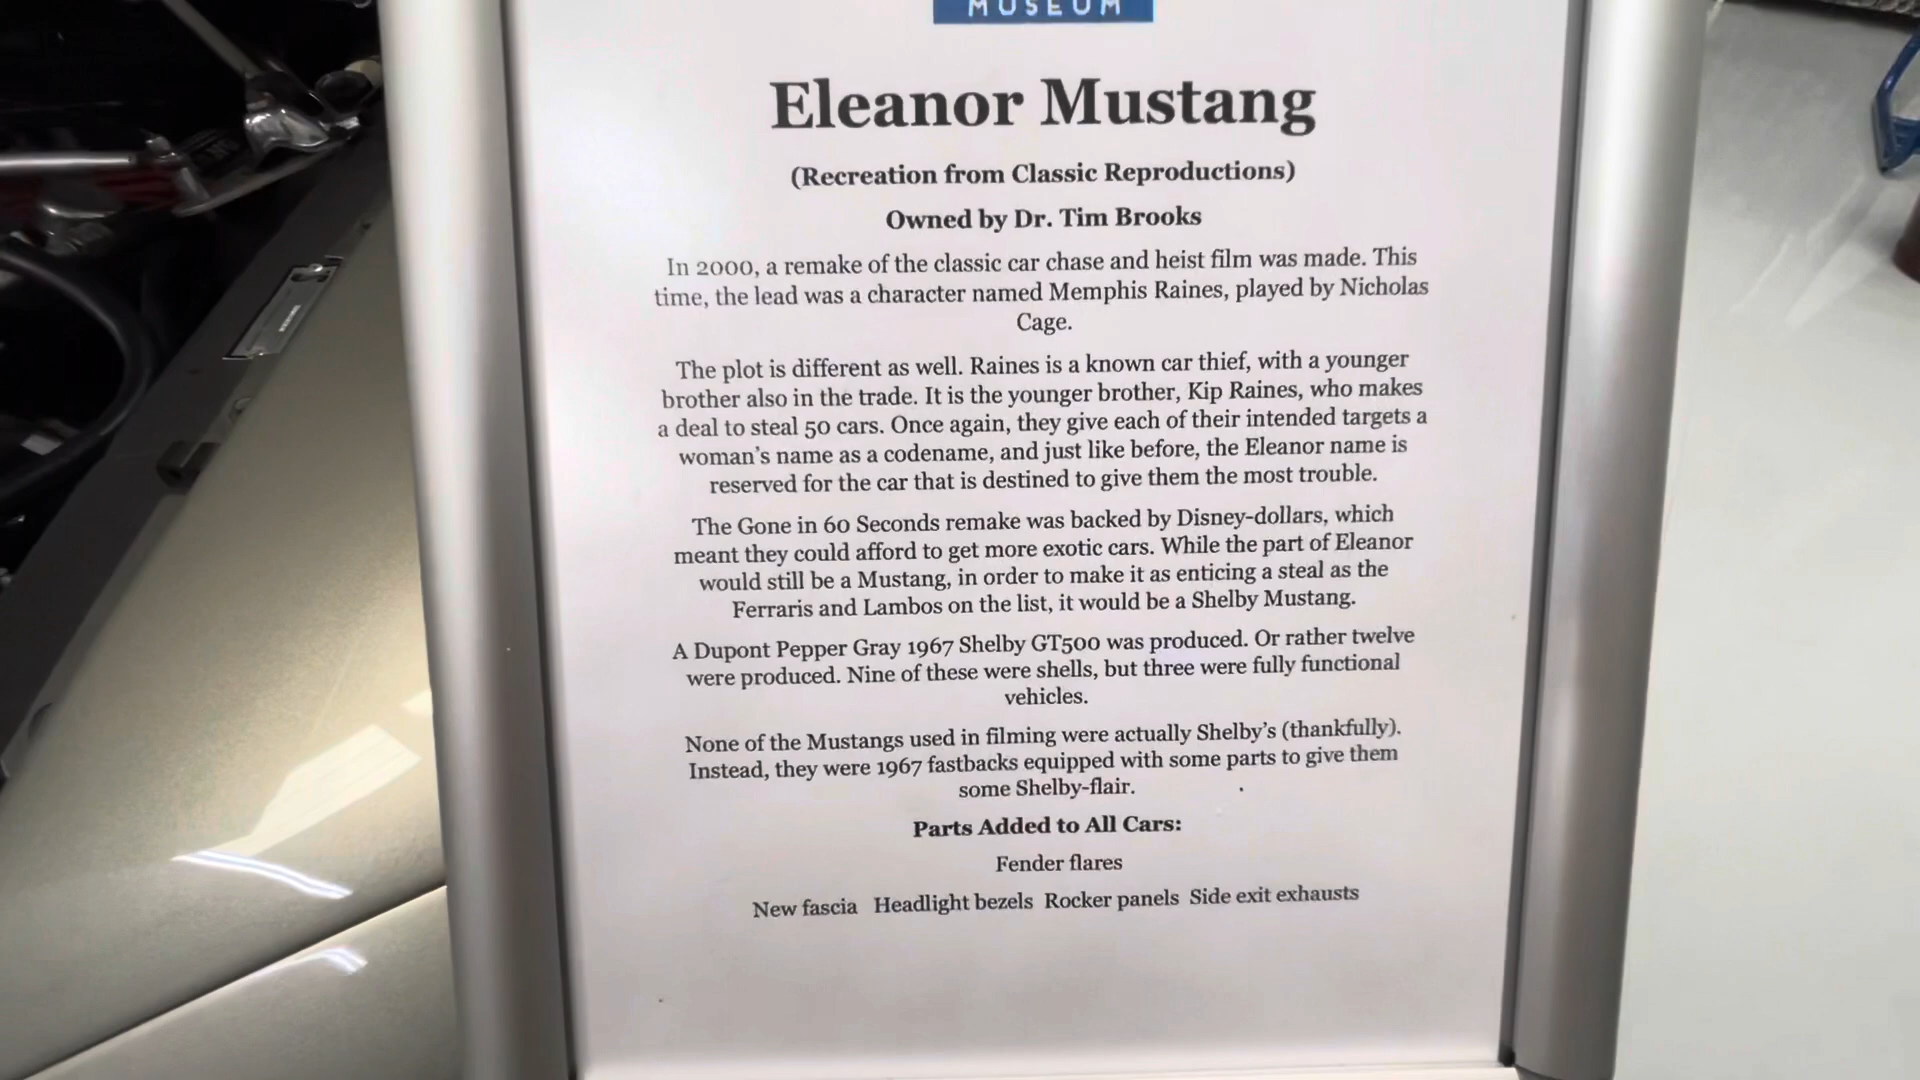 MUSEUM
Eleanor Mustang
(Recreation from Classic Reproductions)
Owned by Dr. Tim Brooks
In 2000, a remake of the classic car chase and heist film was made. This
time, the lead was a character named Memphis Raines, played by Nicholas
Cage.
The plot is different as well. Raines is a known car thief, with a younger
brother also in the trade. It is the younger brother, Kip Raines, who makes
a deal to steal 50 cars. Once again, they give each of their intended targets a
woman's name as a codename, and just like before, the Eleanor name is
reserved for the car that is destined to give them the most trouble.
The Gone in 60 Seconds remake was backed by Disney-dollars, which
meant they could afford to get more exotic cars. While the part of Eleanor
would still be a Mustang, in order to make it as enticing a steal as the
Ferraris and Lambos on the list, it would be a Shelby Mustang.
A Dupont Pepper Gray 1967 Shelby GT500 was produced. Or rather twelve
were produced. Nine of these were shells, but three were fully functional
vehicles.
None of the Mustangs used in filming were actually Shelby's (thankfully).
Instead, they were 1967 fastbacks equipped with some parts to give them
some Shelby-flair.
Parts Added to All Cars:
Fender flares
New fascia Headlight bezels Rocker panels Side exit exhausts